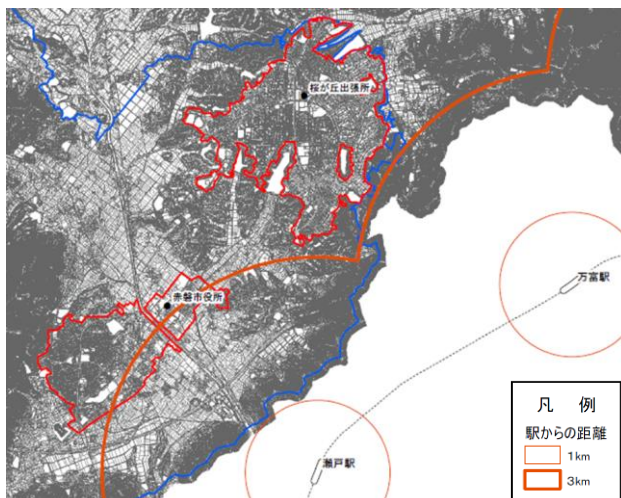 桜が丘出張所
赤磐市役所
万富駅
瀬戸駅
凡 例
駅からの距離
1km
3km